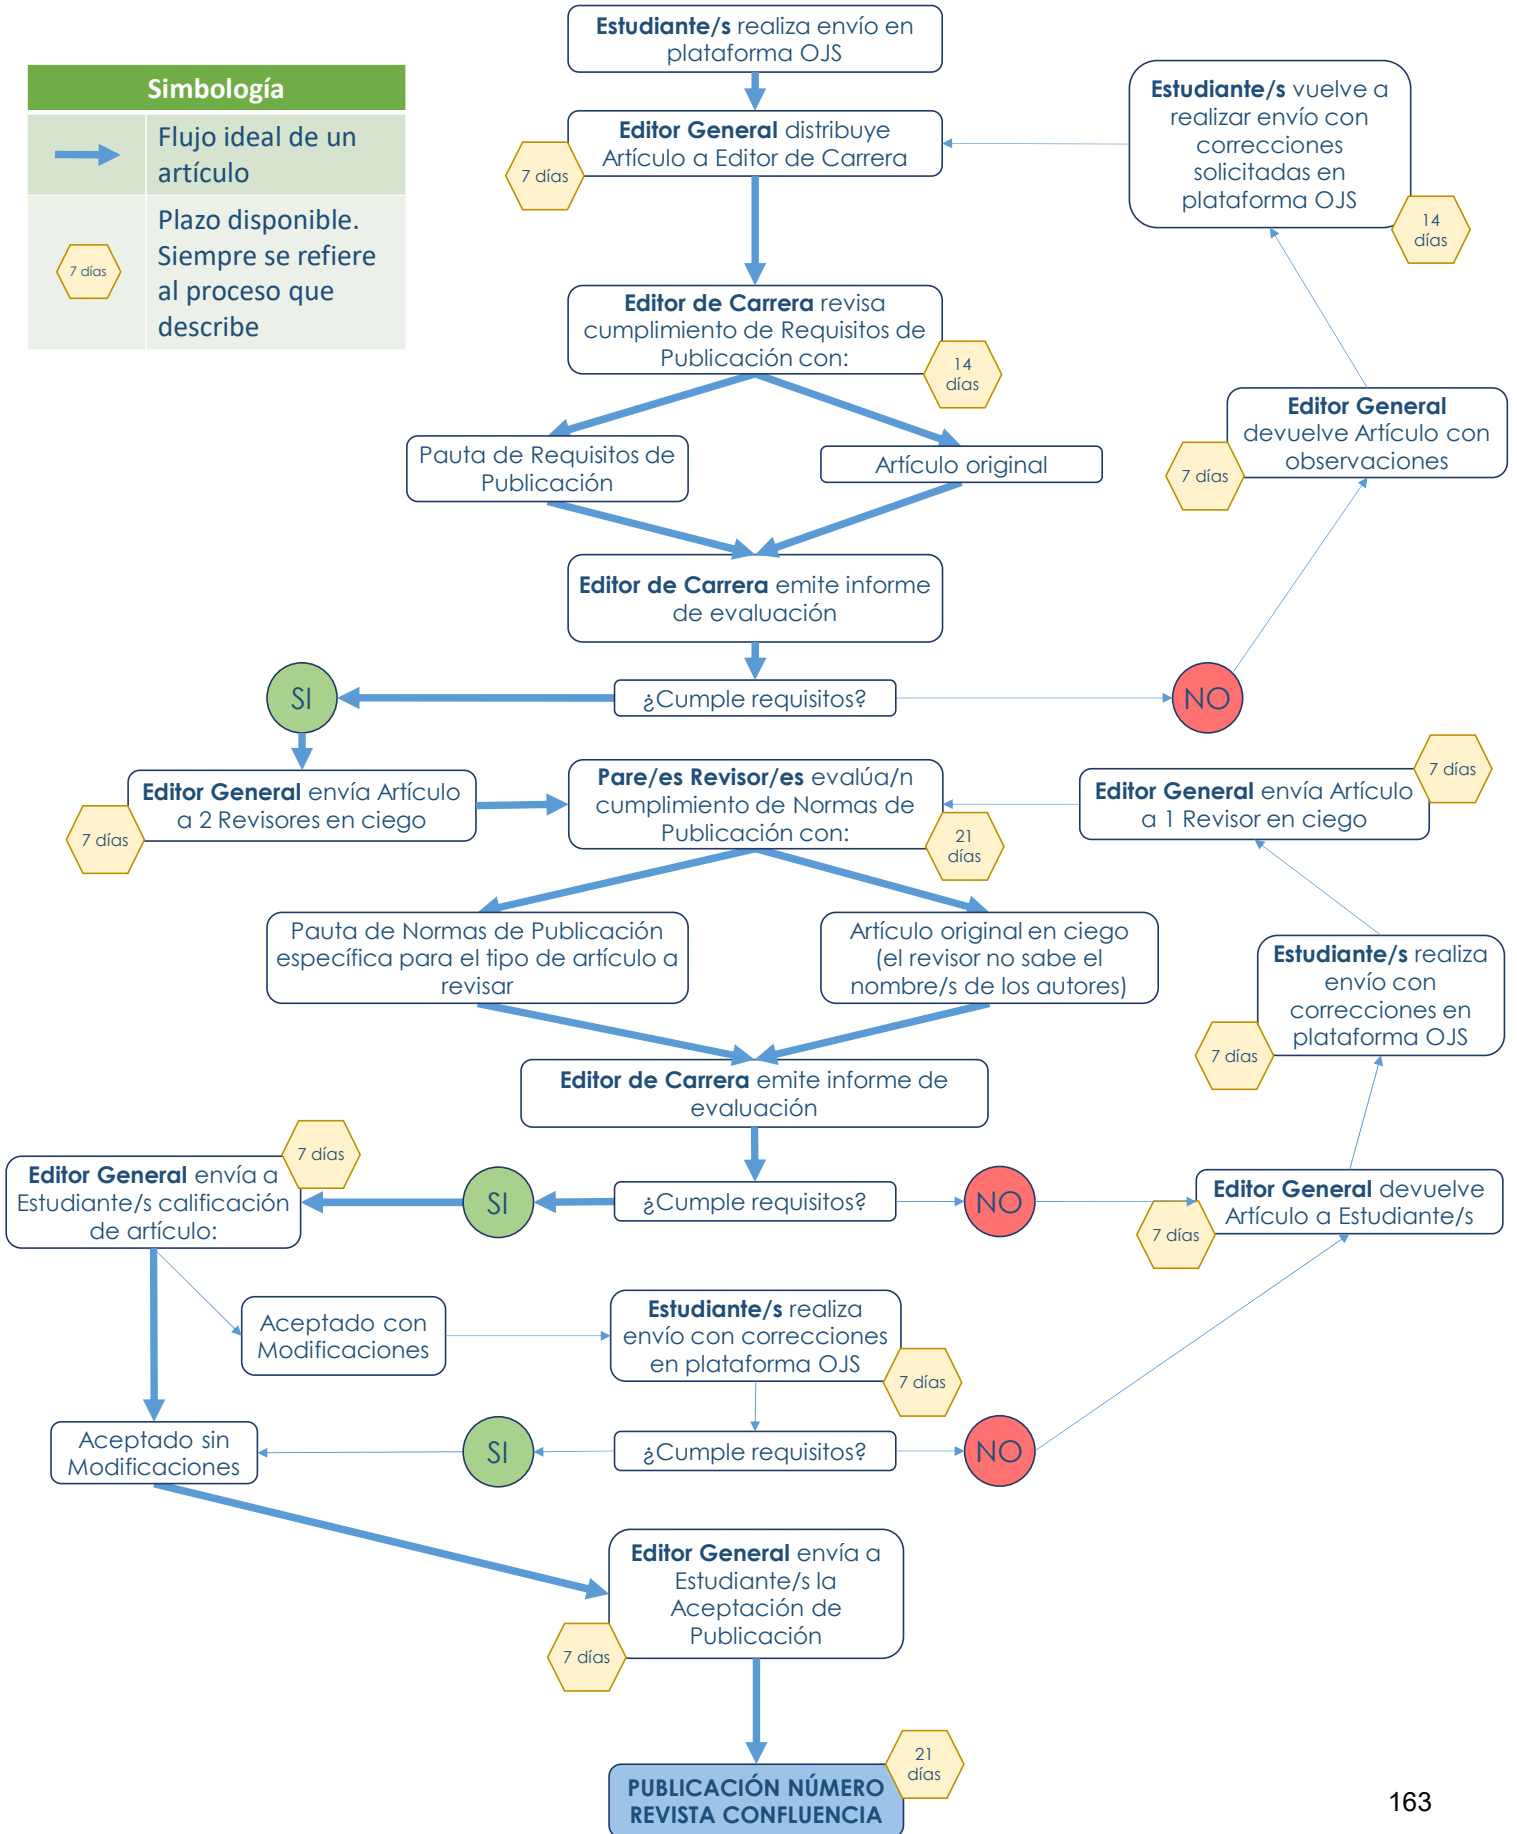 Estudiante/s realiza envío en
plataforma OJS
Simbología
Flujo ideal de un
artículo
7 días
Plazo disponible.
Siempre se refiere
al proceso que
describe
Editor General distribuye
Artículo a Editor de Carrera
7 días
Estudiante/s vuelve a
realizar envío con
correcciones
solicitadas en
plataforma OJS
14
días
Editor de Carrera revisa
cumplimiento de Requisitos de
Publicación con:
14
días
Editor General
devuelve Artículo con
observaciones
7 días
Pauta de Requisitos de
Publicación
Artículo original
Editor de Carrera emite informe
de evaluación
SI
¿Cumple requisitos?
NO
Editor General envía Artículo
a 2 Revisores en ciego
7 días
Pare/es Revisor/es evalúa/n
cumplimiento de Normas de
Publicación con:
21
días
Editor General envía Artículo
a 1 Revisor en ciego
7 días
Pauta de Normas de Publicación
específica para el tipo de artículo a
revisar
Artículo original en ciego
(el revisor no sabe el
nombre/s de los autores)
Estudiante/s realiza
envío con
correcciones en
plataforma OJS
7 días
Editor de Carrera emite informe de
evaluación
Editor General envía a
Estudiante/s calificación
de artículo:
7 días
SI
¿Cumple requisitos?
NO
Editor General devuelve
Artículo a Estudiante/s
7 días
Aceptado con
Modificaciones
Estudiante/s realiza
envío con correcciones
en plataforma OJS
7 días
Aceptado sin
Modificaciones
SI
¿Cumple requisitos?
NO
Editor General envía a
Estudiante/s la
Aceptación de
Publicación
7 días
21
días
PUBLICACIÓN NÚMERO
REVISTA CONFLUENCIA
163